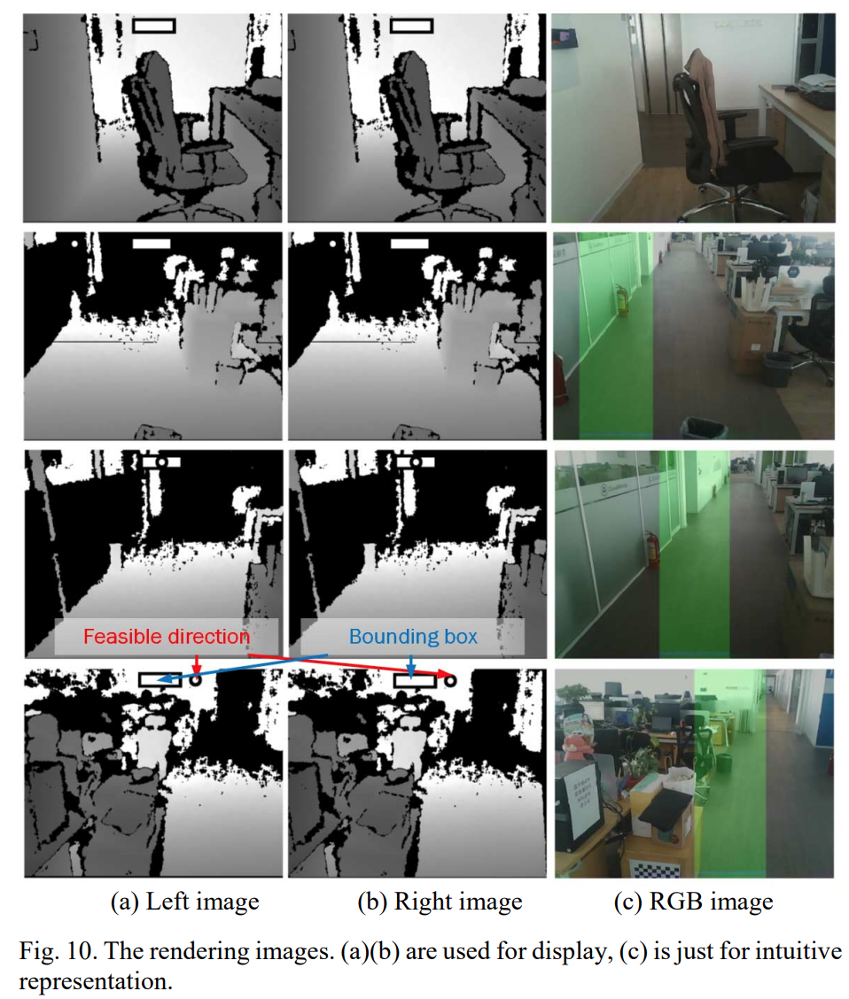 Feasible direction
Bounding box
(a) Left image
(b) Right image
(c) RGB image
Fig. 10. The rendering images. (a)(b) are used for display, (c) is just for intuitive
representation.